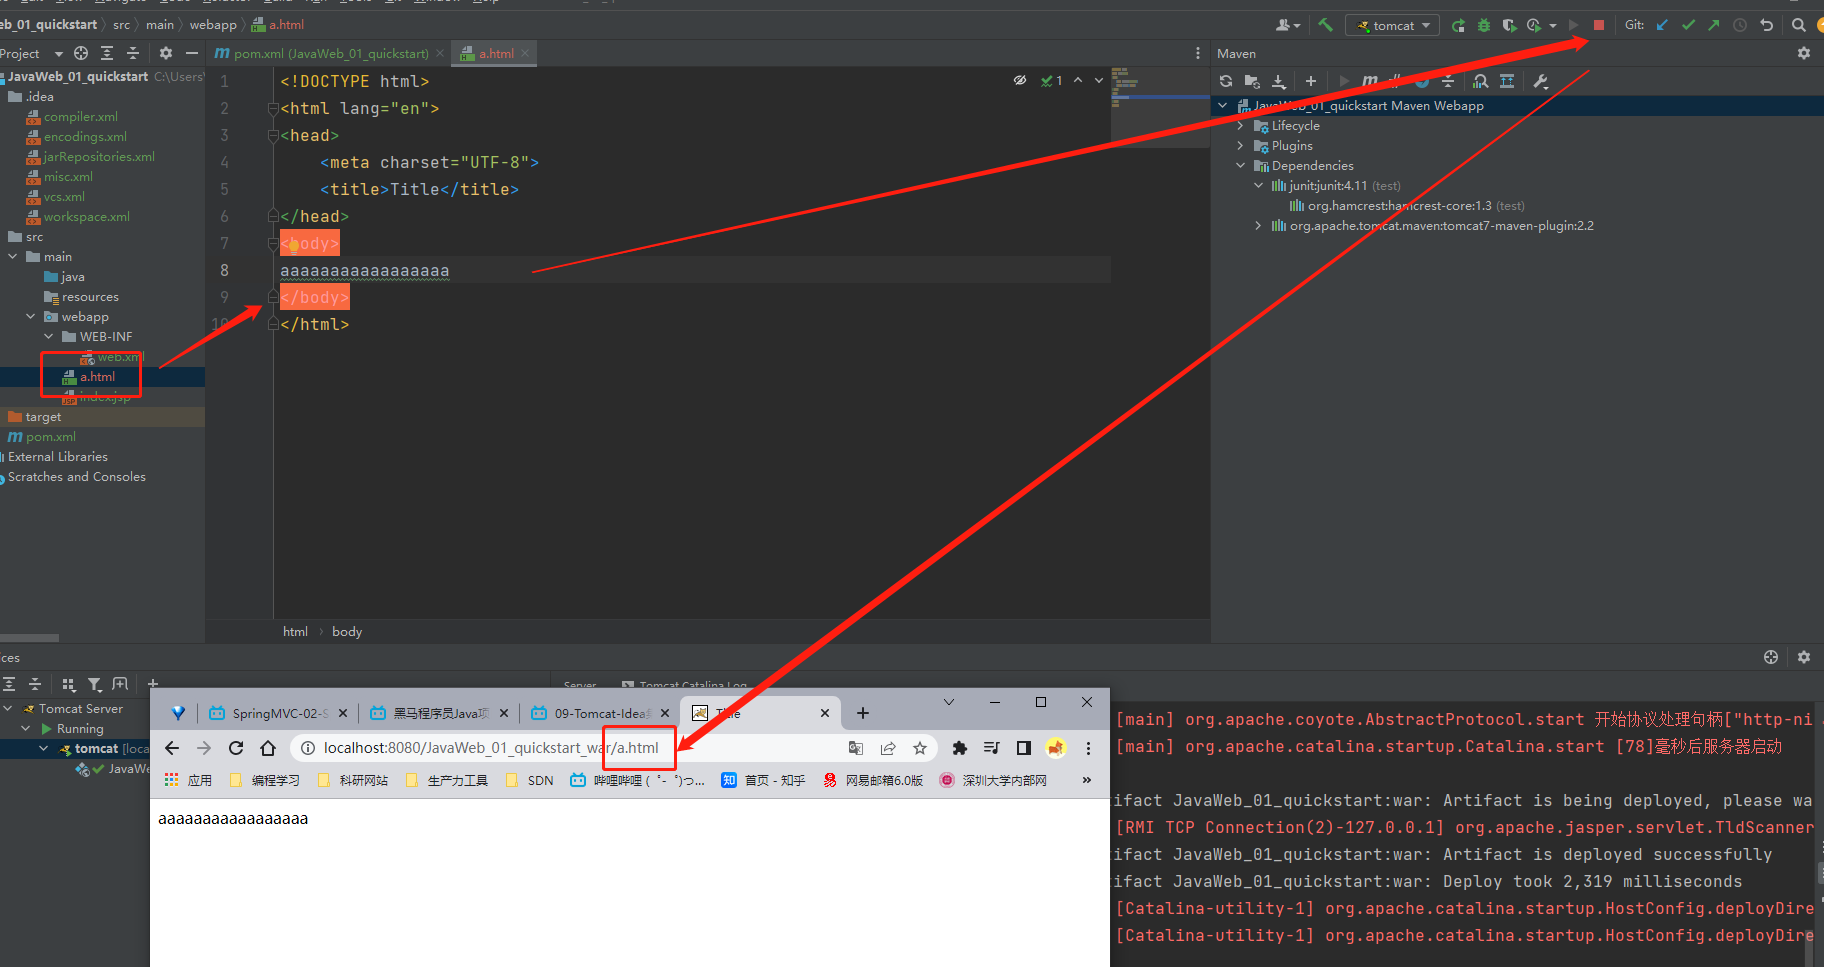 eb_01_quickstart › src › main › webapp › a.html
tomcat
Git:
Project
pom.xml (JavaWeb_01_quickstart)
a.html
Maven
JavaWeb_01_quickstart C:\Users\
.idea
compiler.xml
encodings.xml
jarRepositories.xml
misc.xml
vcs.xml
workspace.xml
src
main
java
resources
webapp
WEB-INF
web.xml
a.html
index.jsp
target
pom.xml
External Libraries
Scratches and Consoles
1 <!DOCTYPE html>
2 <html lang="en">
3 <head>
4 <meta charset="UTF-8">
5 <title>Title</title>
6 </head>
7 <body>
8 aaaaaaaaaaaaaaaaa
9 </body>
10 </html>
1
html › body
JavaWeb_01_quickstart Maven Webapp
Lifecycle
Plugins
Dependencies
junit:junit:4.11 (test)
org.hamcrest:hamcrest-core:1.3 (test)
org.apache.tomcat.maven:tomcat7-maven-plugin:2.2
ces
Server
Tomcat Catalina Log
Tomcat Server
Running
tomcat [loca
JavaWe
SpringMVC-02-S
黑马程序员Java项
09-Tomcat-Idea集
Title
localhost:8080/JavaWeb_01_quickstart_war/a.html
应用
编程学习
科研网站
生产力工具
SDN
哔哩哔哩 (゜-゜)つ...
首页 - 知乎
网易邮箱6.0版
深圳大学内部网
»
aaaaaaaaaaaaaaaaa
[main] org.apache.coyote.AbstractProtocol.start 开始协议处理句柄["http-ni
[main] org.apache.catalina.startup.Catalina.start [78]毫秒后服务器启动
tifact JavaWeb_01_quickstart:war: Artifact is being deployed, please wa
[RMI TCP Connection(2)-127.0.0.1] org.apache.jasper.servlet.TldScanner
tifact JavaWeb_01_quickstart:war: Artifact is deployed successfully
tifact JavaWeb_01_quickstart:war: Deploy took 2,319 milliseconds
[Catalina-utility-1] org.apache.catalina.startup.HostConfig.deployDire
[Catalina-utility-1] org.apache.catalina.startup.HostConfig.deployDire